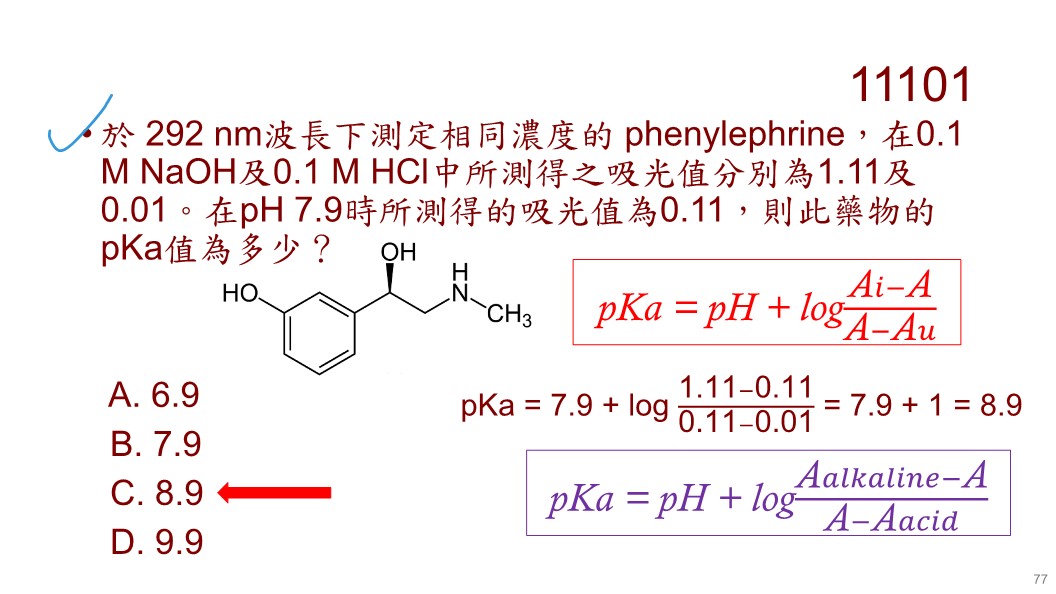 11101
• 於 292 nm波長下測定相同濃度的 phenylephrine，在0.1
M NaOH及0.1 M HCl中所測得之吸光值分別為1.11及
0.01。在pH 7.9時所測得的吸光值為0.11，則此藥物的
pKa值為多少？
OH
H
HO
N
CH3
pKa = pH + log (Ai−A)/(A−Au)
A. 6.9
pKa = 7.9 + log (1.11−0.11)/(0.11−0.01) = 7.9 + 1 = 8.9
B. 7.9
C. 8.9
pKa = pH + log (Aalkaline−A)/(A−Aacid)
D. 9.9
77